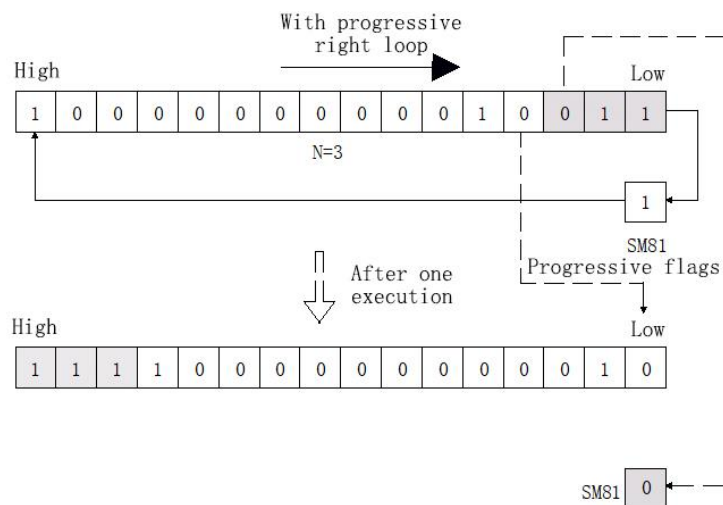 With progressive
right loop
High
Low
1 0 0 0 0 0 0 0 0 0 0 1 0 0 1 1
N=3
1
SM81
Progressive flags
After one
execution
High
Low
1 1 1 1 0 0 0 0 0 0 0 0 0 0 1 0
SM81 0